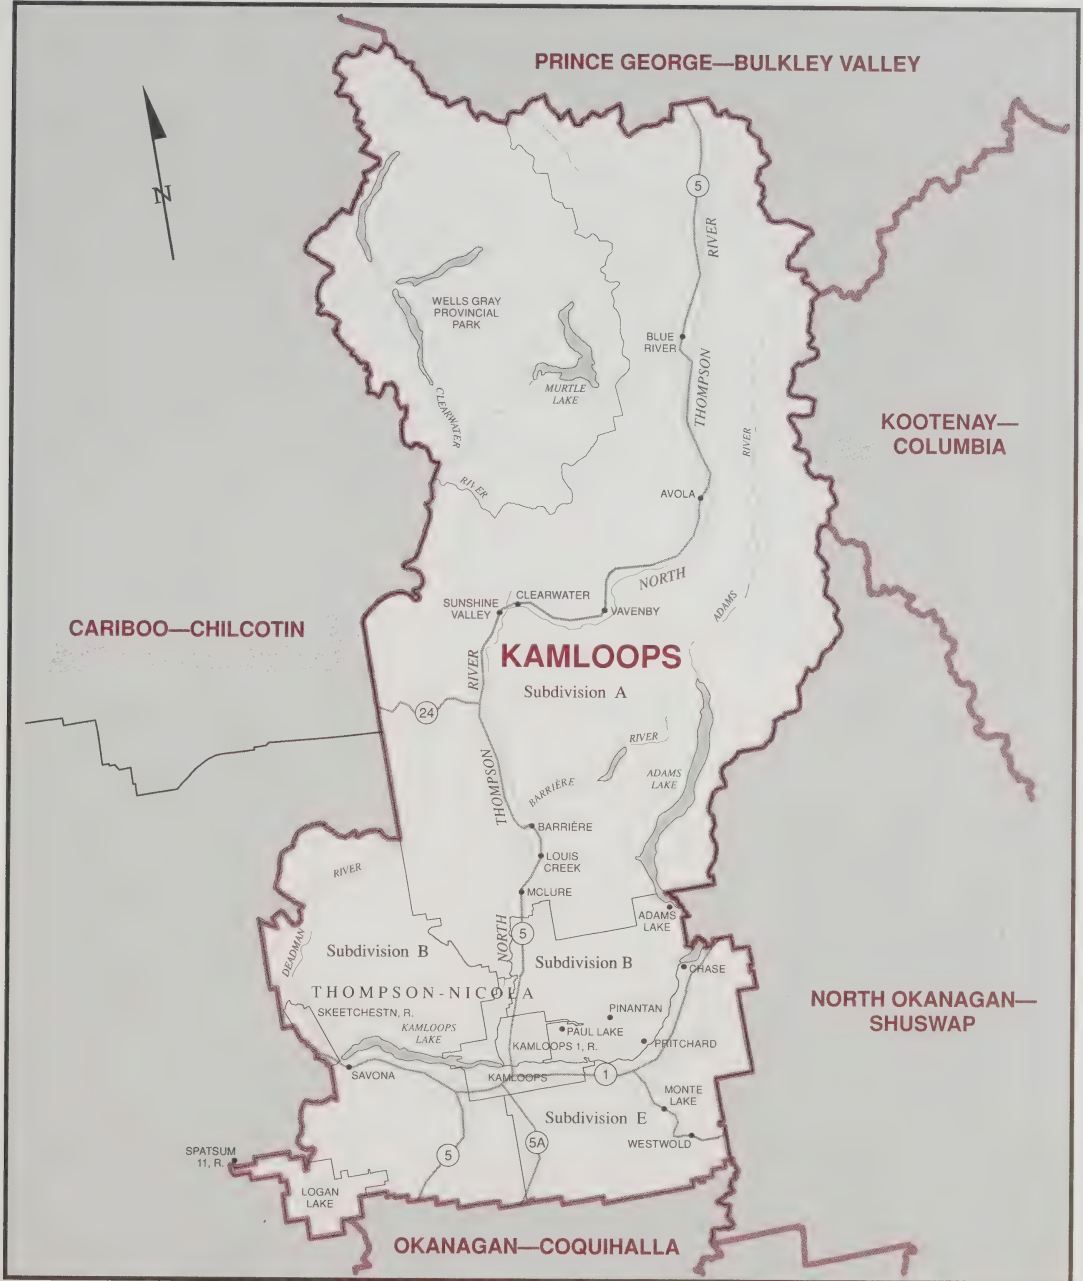 PRINCE GEORGE—BULKLEY VALLEY
N
5
RIVER
WELLS GRAY
PROVINCIAL
PARK
BLUE
RIVER
THOMPSON
MURTLE
LAKE
CLEARWATER
RIVER
KOOTENAY—
COLUMBIA
RIVER
AVOLA
NORTH
ADAMS
SUNSHINE
VALLEY
CLEARWATER
VAVENBY
CARIBOO—CHILCOTIN
KAMLOOPS
Subdivision A
RIVER
24
RIVER
THOMPSON
BARRIÈRE
ADAMS
LAKE
BARRIÈRE
LOUIS
CREEK
RIVER
MCLURE
ADAMS
LAKE
NORTH
5
DEADMAN
Subdivision B
Subdivision B
CHASE
THOMPSON-NICOLA
SKEETCHESTN, R.
KAMLOOPS
LAKE
PINANTAN
PAUL LAKE
KAMLOOPS 1, R.
PRITCHARD
NORTH OKANAGAN—
SHUSWAP
SAVONA
KAMLOOPS
1
MONTE
LAKE
Subdivision E
WESTWOLD
5
5A
SPATSUM
11, R.
LOGAN
LAKE
OKANAGAN—COQUIHALLA